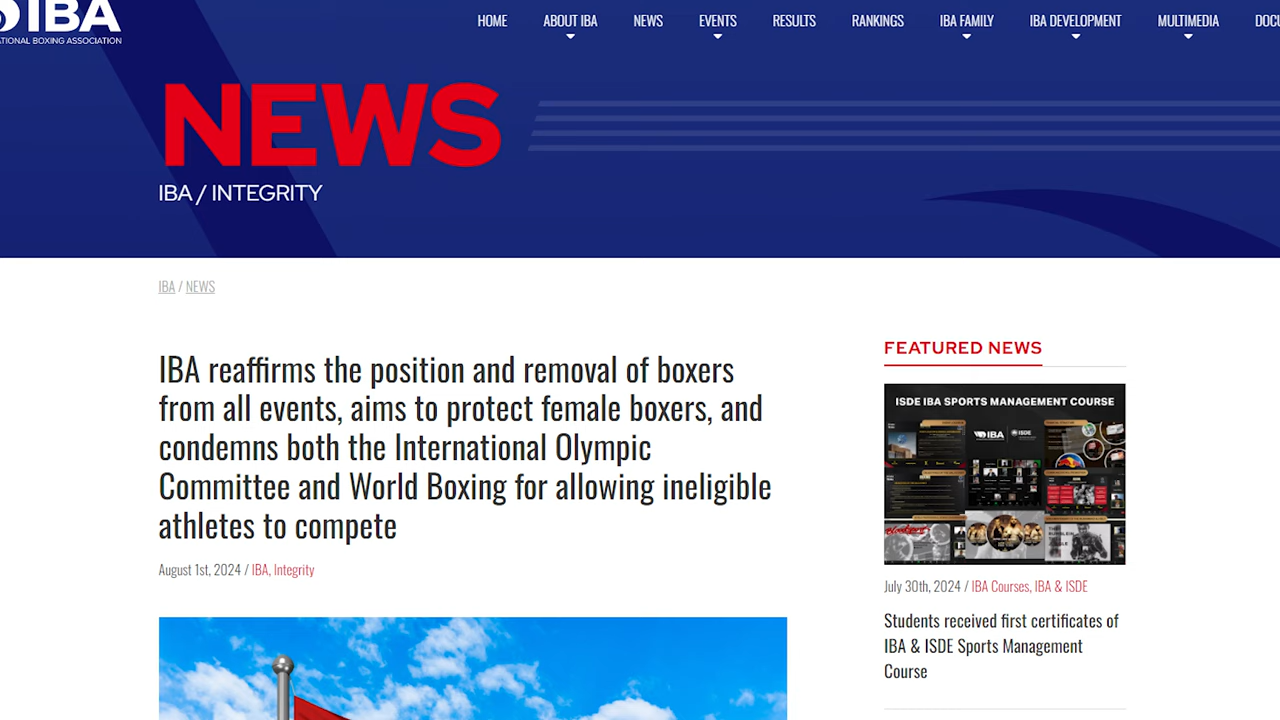 IBA
TIONAL BOXING ASSOCIATION
HOME ABOUT IBA NEWS EVENTS RESULTS RANKINGS IBA FAMILY IBA DEVELOPMENT MULTIMEDIA DOCU
NEWS
IBA / INTEGRITY
IBA / NEWS
IBA reaffirms the position and removal of boxers
from all events, aims to protect female boxers, and
condemns both the International Olympic
Committee and World Boxing for allowing ineligible
athletes to compete
August 1st, 2024 / IBA, Integrity
FEATURED NEWS
ISDE IBA SPORTS MANAGEMENT COURSE
IBA ISDE
July 30th, 2024 / IBA Courses, IBA & ISDE
Students received first certificates of
IBA & ISDE Sports Management
Course